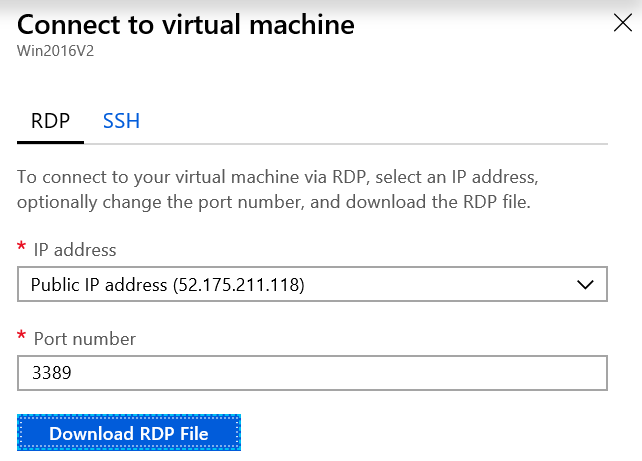 Connect to virtual machine
Win2016V2
RDP SSH
To connect to your virtual machine via RDP, select an IP address,
optionally change the port number, and download the RDP file.
* IP address
Public IP address (52.175.211.118)
* Port number
3389
Download RDP File